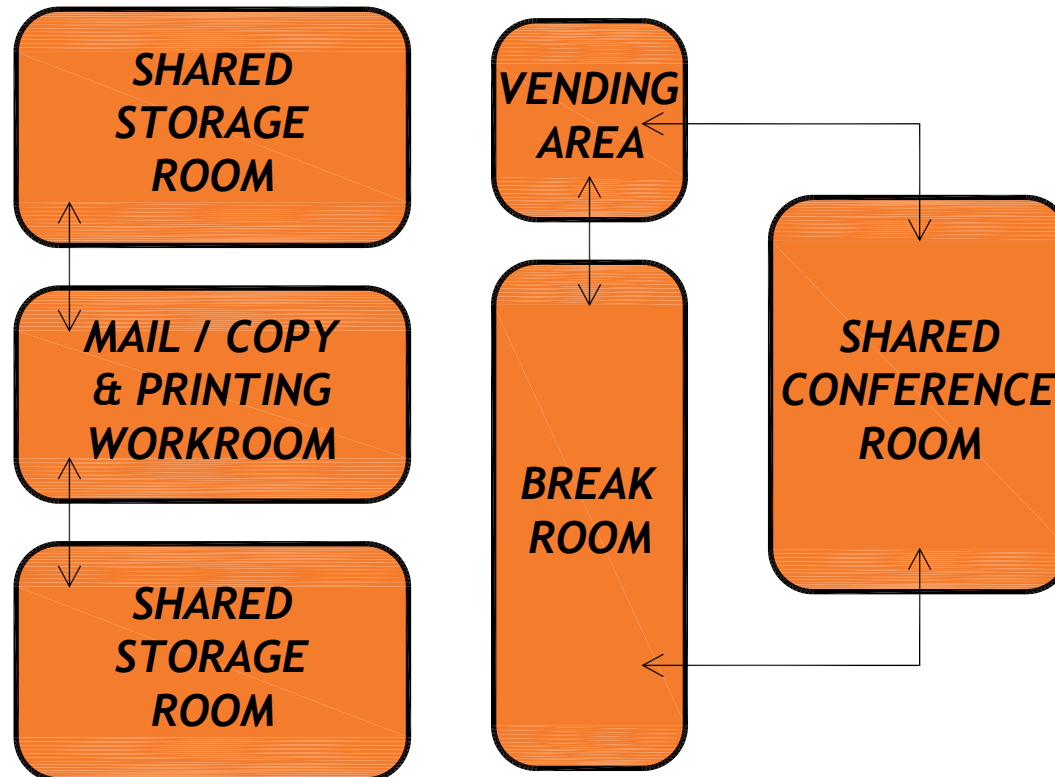 SHARED
STORAGE
ROOM
VENDING
AREA
MAIL / COPY
& PRINTING
WORKROOM
BREAK
ROOM
SHARED
CONFERENCE
ROOM
SHARED
STORAGE
ROOM